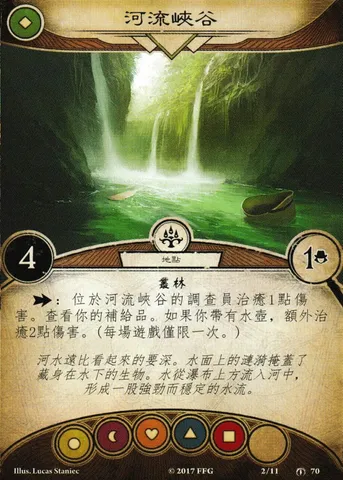 河流峽谷
4
地點
1
叢林
：位於河流峽谷的調查員治癒1點傷
害。查看你的補給品。如果你帶有水壺，額外治
癒2點傷害。（每場遊戲僅限一次。）
河水遠比看起來的要深。水面上的漣漪掩蓋了
藏身在水下的生物。水從瀑布上方流入河中，
形成一股強勁而穩定的水流。
Illus. Lucas Staniec
© 2017 FFG
2/11
70